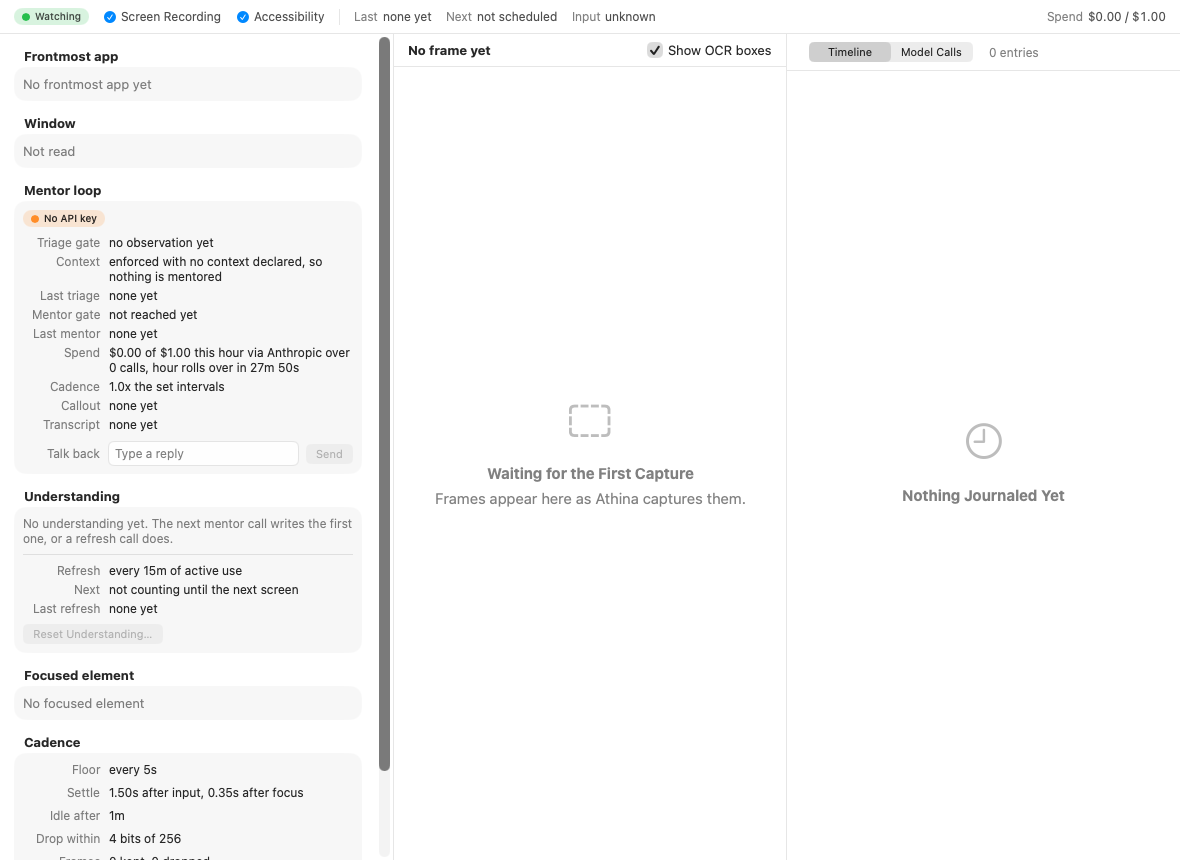 Watching
Screen Recording
Accessibility
Last none yet
Next not scheduled
Input unknown
Spend $0.00 / $1.00
Frontmost app
No frontmost app yet
Window
Not read
Mentor loop
No API key
Triage gate no observation yet
Context enforced with no context declared, so
nothing is mentored
Last triage none yet
Mentor gate not reached yet
Last mentor none yet
Spend $0.00 of $1.00 this hour via Anthropic over
0 calls, hour rolls over in 27m 50s
Cadence 1.0x the set intervals
Callout none yet
Transcript none yet
Talk back Type a reply Send
Understanding
No understanding yet. The next mentor call writes the first
one, or a refresh call does.
Refresh every 15m of active use
Next not counting until the next screen
Last refresh none yet
Reset Understanding...
Focused element
No focused element
Cadence
Floor every 5s
Settle 1.50s after input, 0.35s after focus
Idle after 1m
Drop within 4 bits of 256
Frames 0 kept, 0 dropped
No frame yet
Show OCR boxes
Waiting for the First Capture
Frames appear here as Athina captures them.
Timeline
Model Calls
0 entries
Nothing Journaled Yet